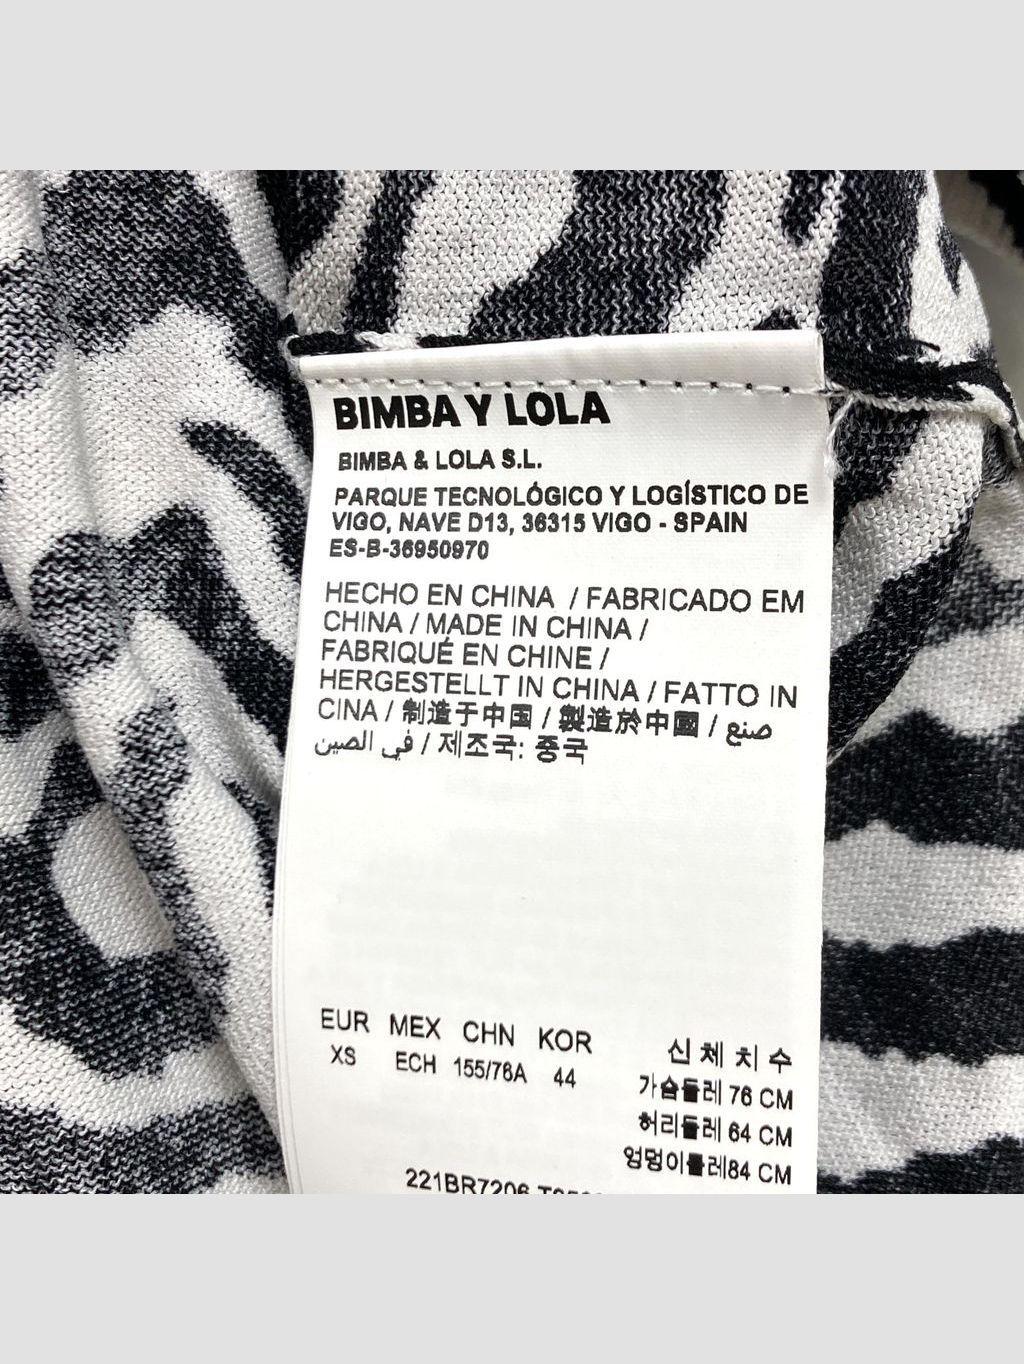 BIMBA Y LOLA
BIMBA & LOLA S.L.
PARQUE TECNOLÓGICO Y LOGÍSTICO DE
VIGO, NAVE D13, 36315 VIGO - SPAIN
ES-B-36950970
HECHO EN CHINA / FABRICADO EM
CHINA / MADE IN CHINA /
FABRIQUÉ EN CHINE /
HERGESTELLT IN CHINA / FATTO IN
CINA / 制造于中国 / 製造於中國 / صنع
في الصين / 제조국: 중국
EUR MEX CHN KOR
XS ECH 155/76A 44
신체치수
가슴둘레 76 CM
허리둘레 64 CM
엉덩이둘레84 CM
221BR7206